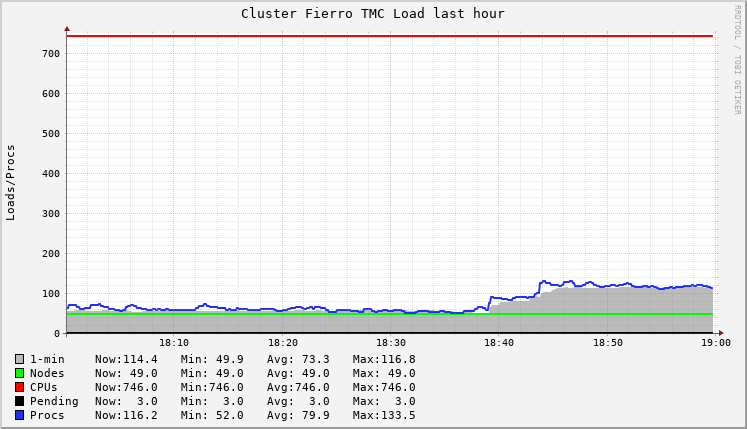 Cluster Fierro TMC Load last hour
RRDTOOL / TOBI OETIKER
Loads/Procs
700
600
500
400
300
200
100
0
18:10 18:20 18:30 18:40 18:50 19:00
1-min Now:114.4 Min: 49.9 Avg: 73.3 Max:116.8
Nodes Now: 49.0 Min: 49.0 Avg: 49.0 Max: 49.0
CPUs Now:746.0 Min:746.0 Avg:746.0 Max:746.0
Pending Now: 3.0 Min: 3.0 Avg: 3.0 Max: 3.0
Procs Now:116.2 Min: 52.0 Avg: 79.9 Max:133.5